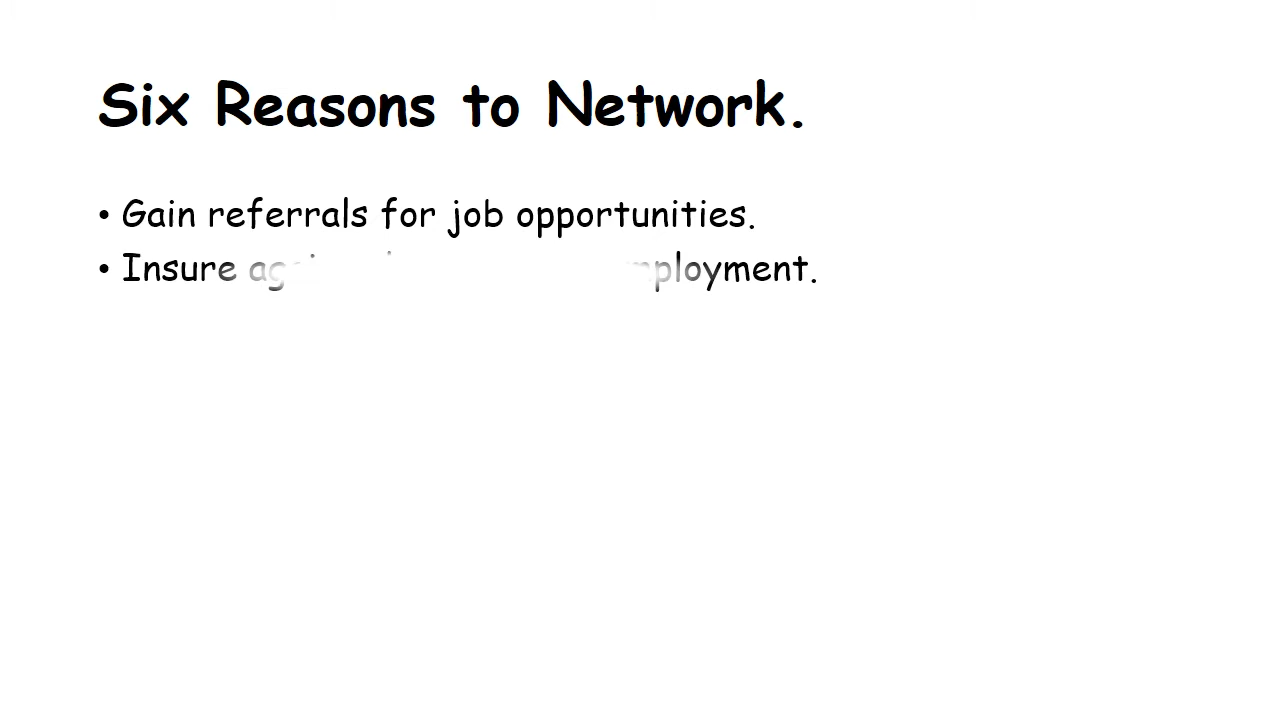 Six Reasons to Network.
• Gain referrals for job opportunities.
• Insure